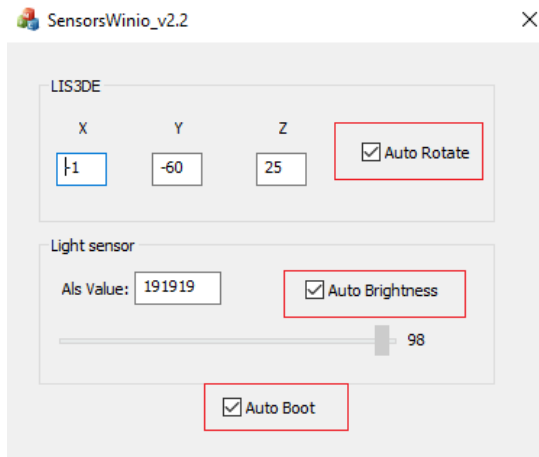 SensorsWinio_v2.2
LIS3DE
X Y Z
-1 -60 25 Auto Rotate
Light sensor
Als Value: 191919 Auto Brightness
98
Auto Boot